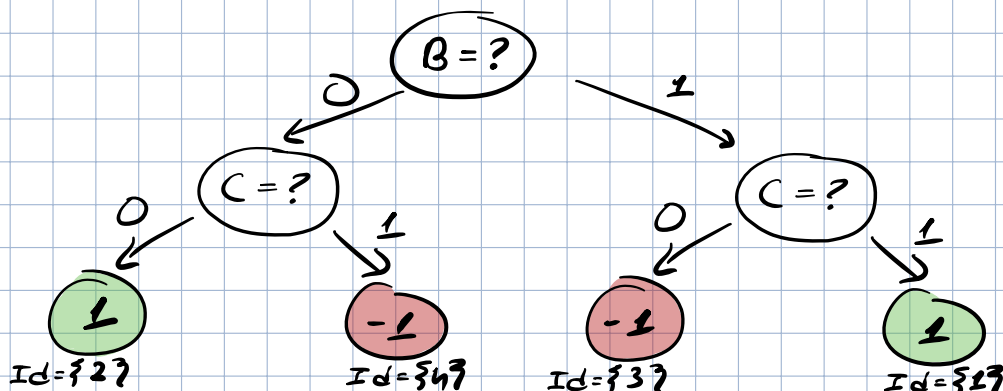 B = ?
0 1
C = ? C = ?
0 1 0 1
1 -1 -1 1
Id={2} Id={4} Id={3} Id={1}